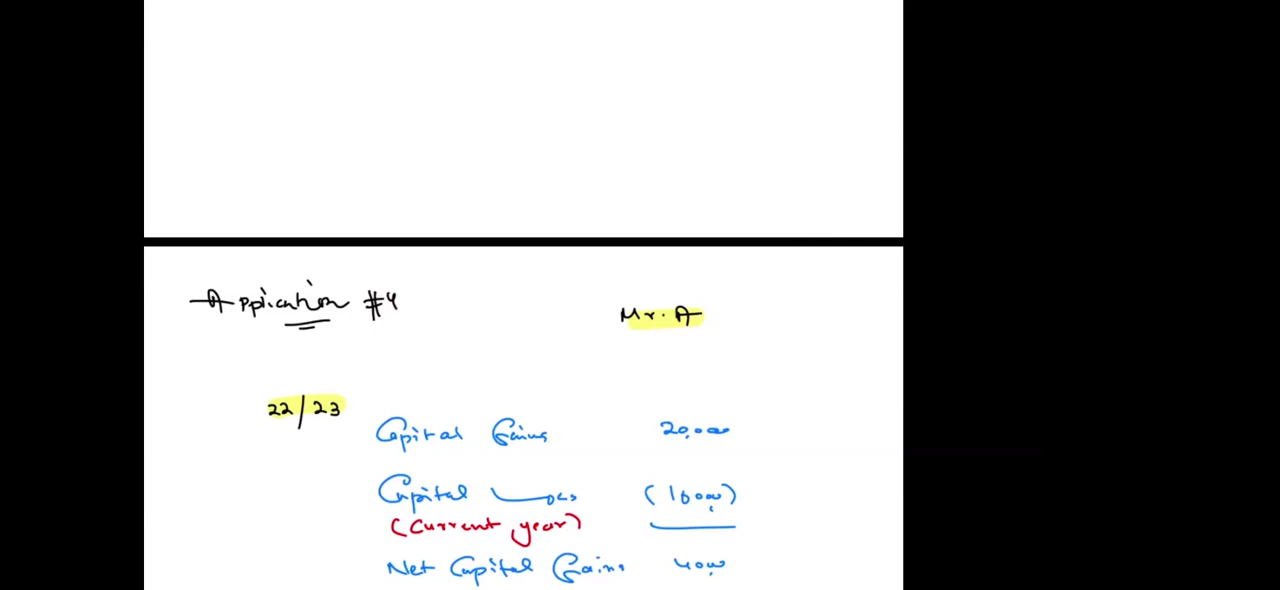 Application #4
Mr. A
22/23
Capital Gains 20,000
Capital Loss (16000)
(Current year)
Net Capital Gains 4000